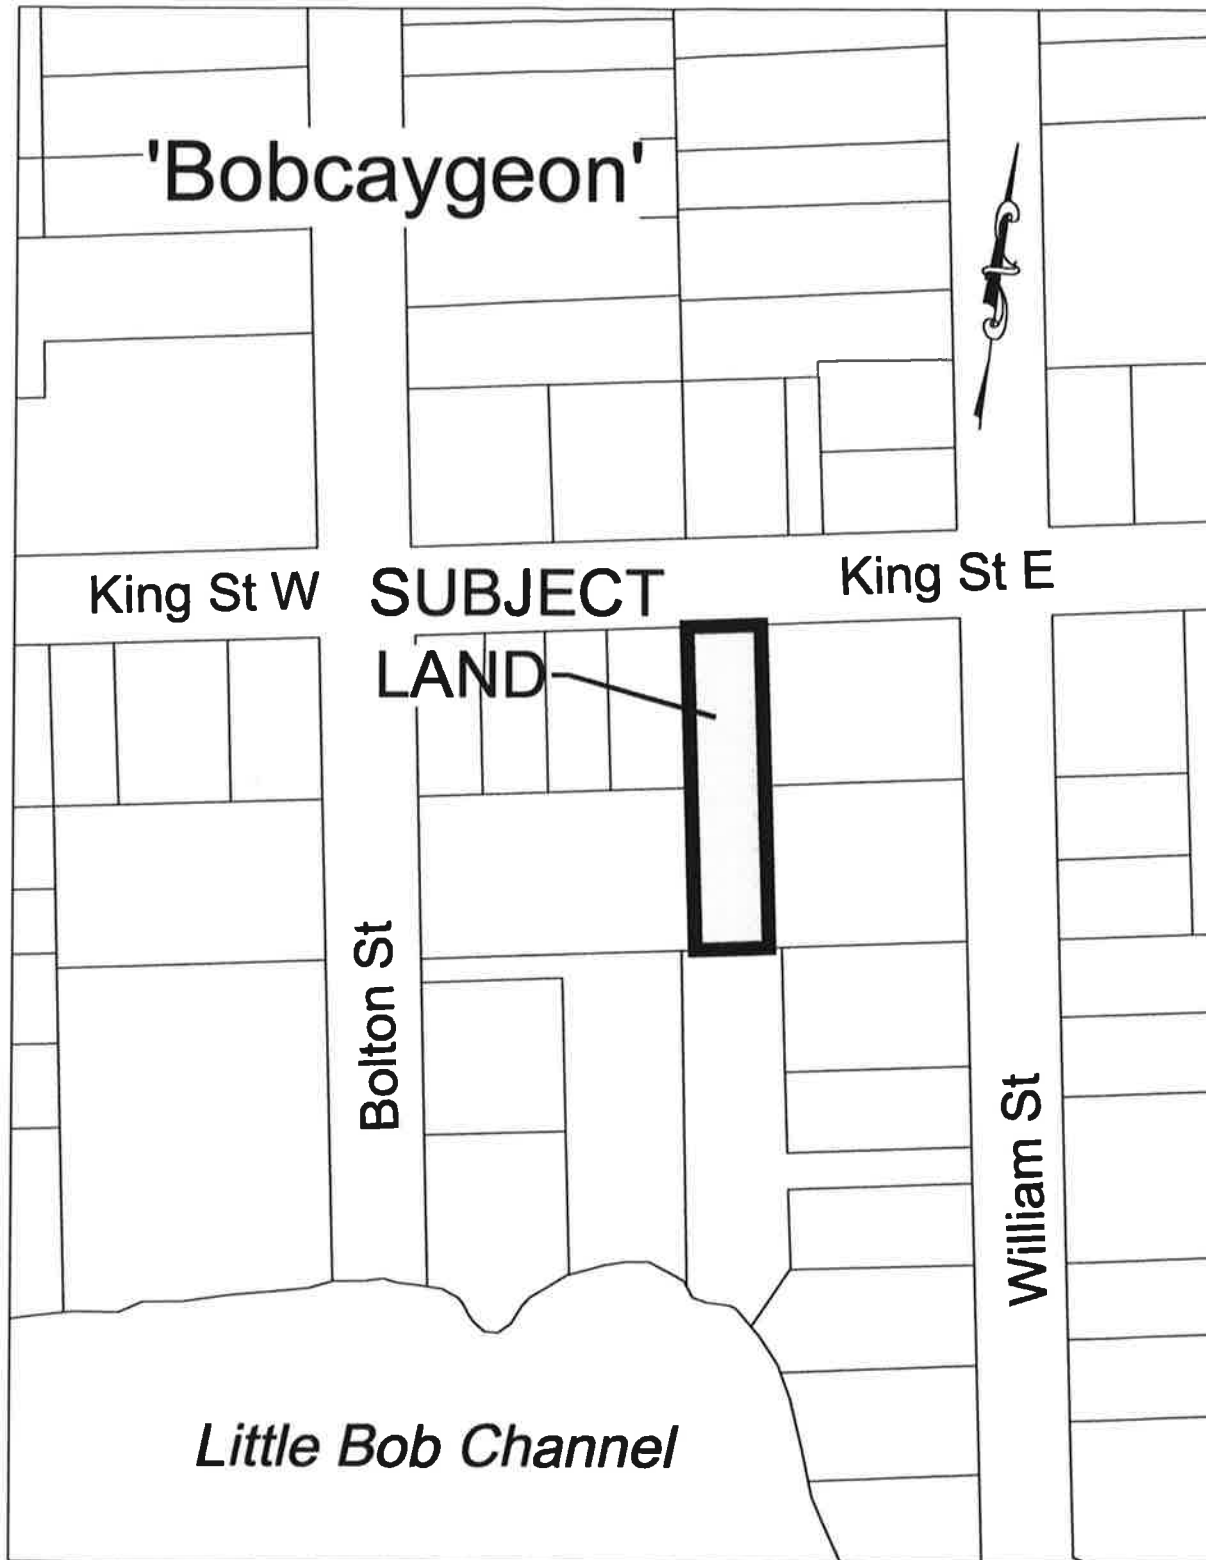 'Bobcaygeon'
King St W
SUBJECT
LAND
King St E
Bolton St
William St
Little Bob Channel